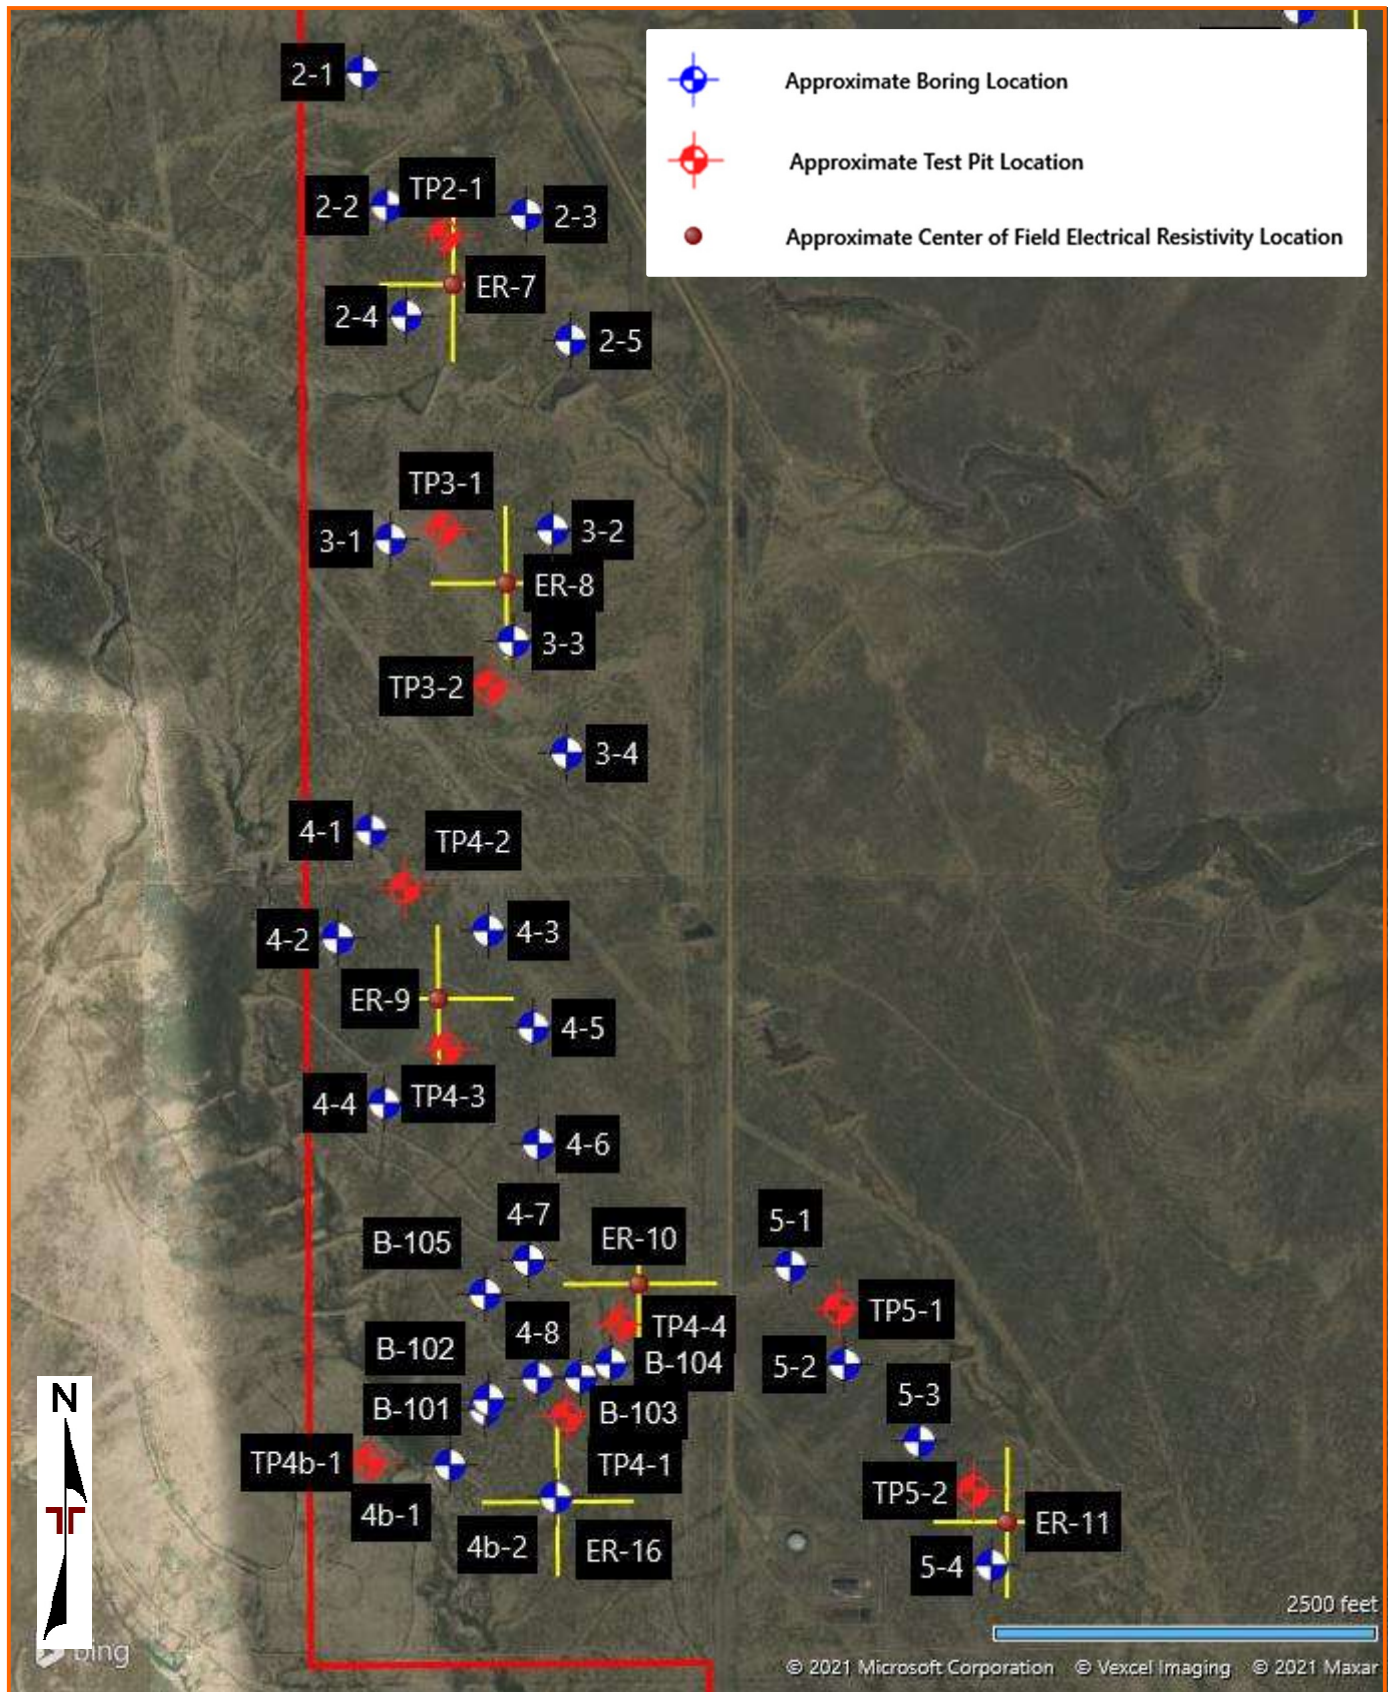 2-1
Approximate Boring Location
Approximate Test Pit Location
Approximate Center of Field Electrical Resistivity Location
TP2-1
2-2
2-3
ER-7
2-4
2-5
TP3-1
3-1
3-2
ER-8
3-3
TP3-2
3-4
4-1
TP4-2
4-2
4-3
ER-9
4-5
4-4
TP4-3
4-6
4-7
5-1
B-105
ER-10
TP5-1
4-8
TP4-4
B-102
B-104
5-2
5-3
B-101
B-103
TP4b-1
TP4-1
TP5-2
4b-1
ER-11
4b-2
ER-16
5-4
N
2500 feet
bing
© 2021 Microsoft Corporation © Vexcel Imaging © 2021 Maxar